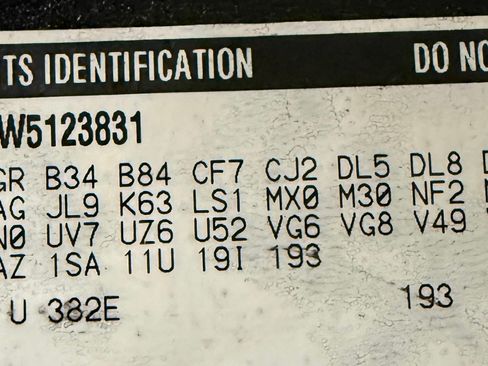 TS IDENTIFICATION DO NO
W5123831
GR B34 B84 CF7 CJ2 DL5 DL8 D
AG JL9 K63 LS1 MX0 M30 NF2
N0 UV7 UZ6 U52 VG6 VG8 V49
AZ 1SA 11U 19I 193
U 382E 193